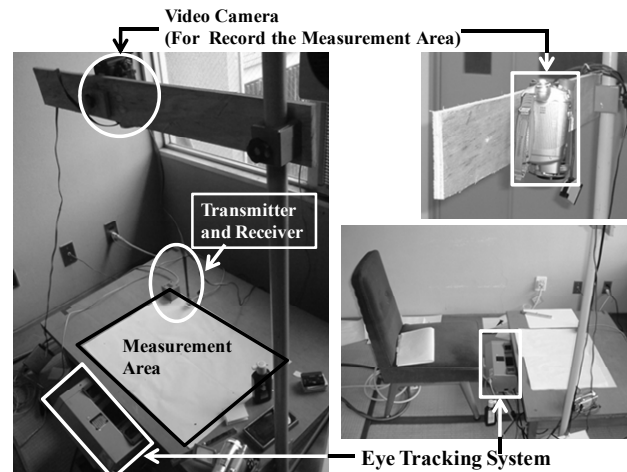 Video Camera
(For Record the Measurement Area)
Transmitter
and Receiver
Measurement
Area
Eye Tracking System